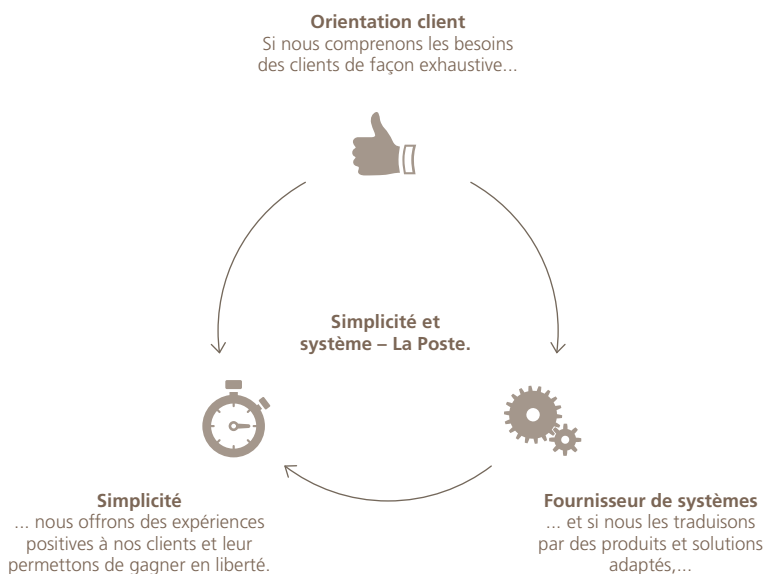 Orientation client
Si nous comprenons les besoins
des clients de façon exhaustive...
Simplicité et
système – La Poste.
Fournisseur de systèmes
... et si nous les traduisons
par des produits et solutions
adaptés,...
Simplicité
... nous offrons des expériences
positives à nos clients et leur
permettons de gagner en liberté.